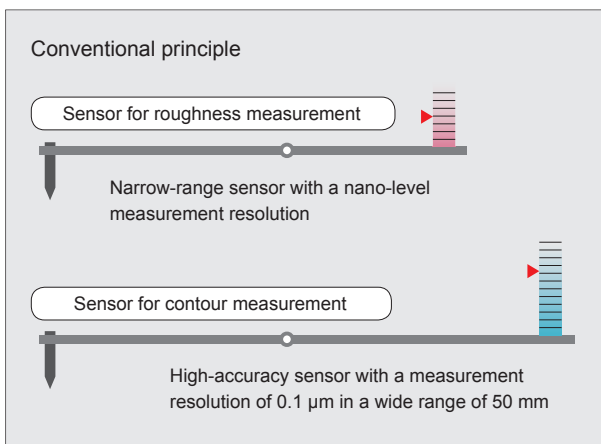 Conventional principle
Sensor for roughness measurement
Narrow-range sensor with a nano-level
measurement resolution
Sensor for contour measurement
High-accuracy sensor with a measurement
resolution of 0.1 μm in a wide range of 50 mm